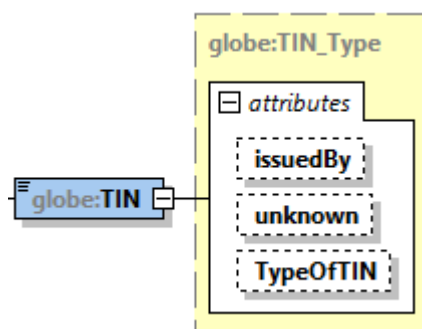 globe:TIN_Type
attributes
issuedBy
globe:TIN
unknown
TypeOfTIN